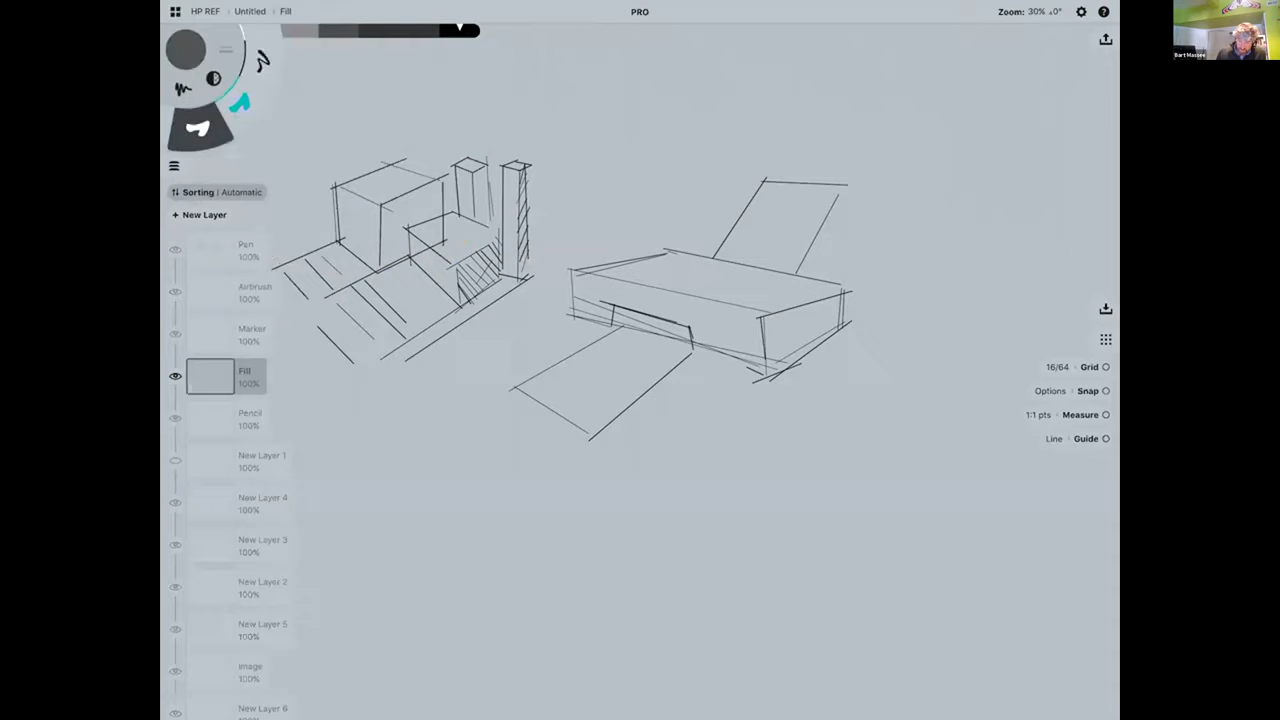 HP REF › Untitled › Fill
PRO
Zoom: 30% ⊿0°
Bart Massee
Sorting | Automatic
+ New Layer
Pen
100%
Airbrush
100%
Marker
100%
Fill
100%
Pencil
100%
New Layer 1
100%
New Layer 4
100%
New Layer 3
100%
New Layer 2
100%
New Layer 5
100%
Image
100%
New Layer 6
16/64 › Grid
Options › Snap
1:1 pts › Measure
Line › Guide